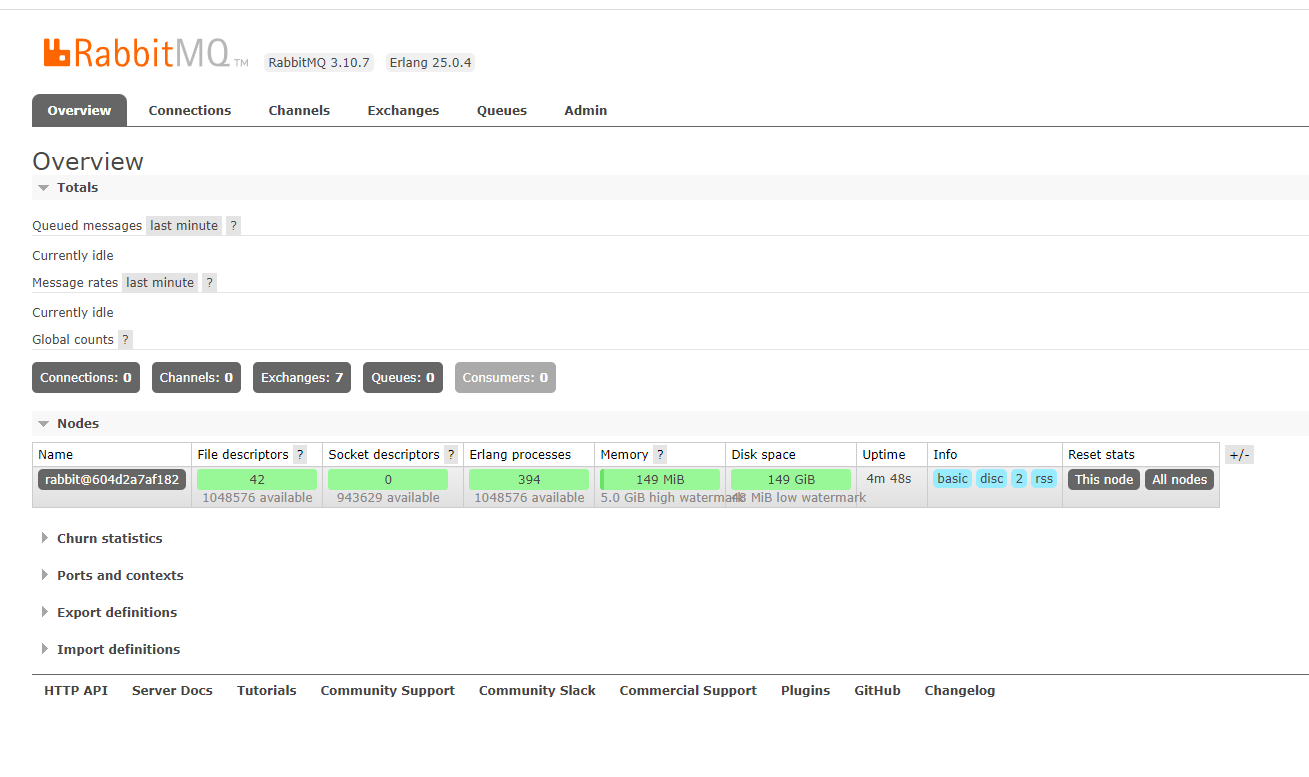 RabbitMQ TM RabbitMQ 3.10.7 Erlang 25.0.4
Overview Connections Channels Exchanges Queues Admin
Overview
Totals
Queued messages last minute ?
Currently idle
Message rates last minute ?
Currently idle
Global counts ?
Connections: 0 Channels: 0 Exchanges: 7 Queues: 0 Consumers: 0
Nodes
Name File descriptors ? Socket descriptors ? Erlang processes Memory ? Disk space Uptime Info Reset stats +/-
rabbit@604d2a7af182 42 0 394 149 MiB 149 GiB 4m 48s basic disc 2 rss This node All nodes
1048576 available 943629 available 1048576 available 5.0 GiB high watermark 48 MiB low watermark
Churn statistics
Ports and contexts
Export definitions
Import definitions
HTTP API Server Docs Tutorials Community Support Community Slack Commercial Support Plugins GitHub Changelog